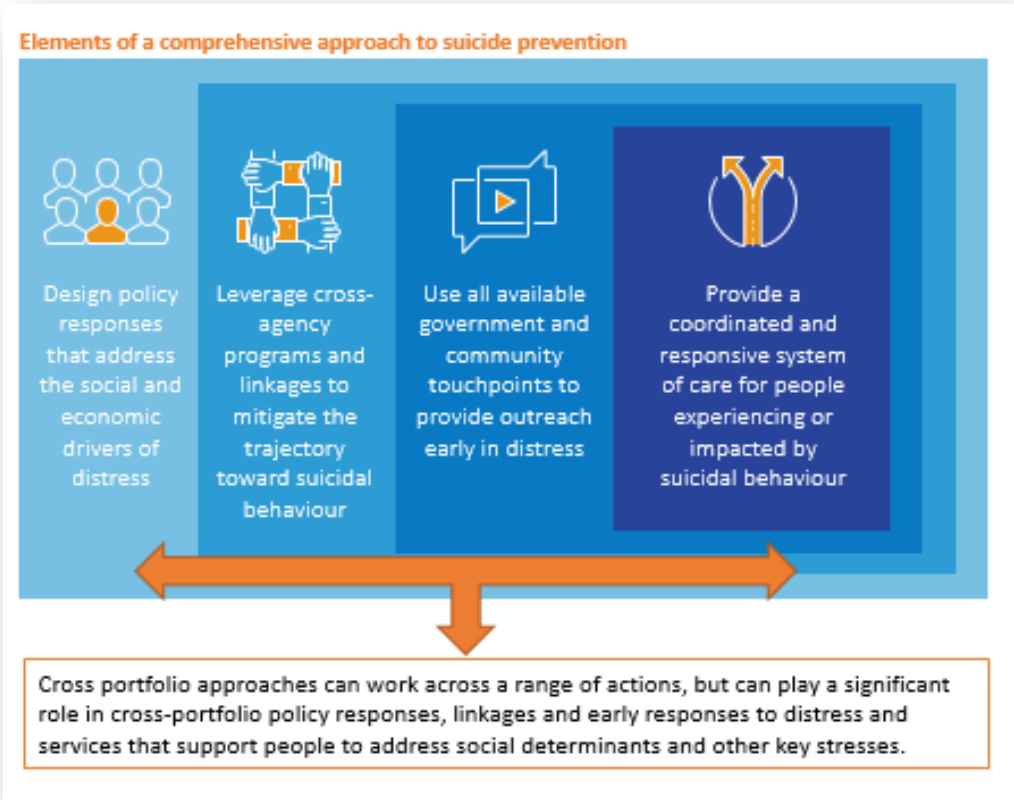 Elements of a comprehensive approach to suicide prevention
Design policy
responses
that address
the social and
economic
drivers of
distress
Leverage cross-
agency
programs and
linkages to
mitigate the
trajectory
toward suicidal
behaviour
Use all available
government and
community
touchpoints to
provide outreach
early in distress
Provide a
coordinated and
responsive system
of care for people
experiencing or
impacted by
suicidal behaviour
Cross portfolio approaches can work across a range of actions, but can play a significant
role in cross-portfolio policy responses, linkages and early responses to distress and
services that support people to address social determinants and other key stresses.